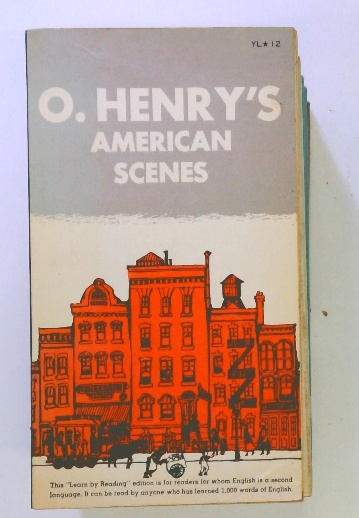 YL★12
O. HENRY'S
AMERICAN
SCENES
This "Learn by Reading" edition is for readers for whom English is a second
language. It can be read by anyone who has learned 1,000 words of English.